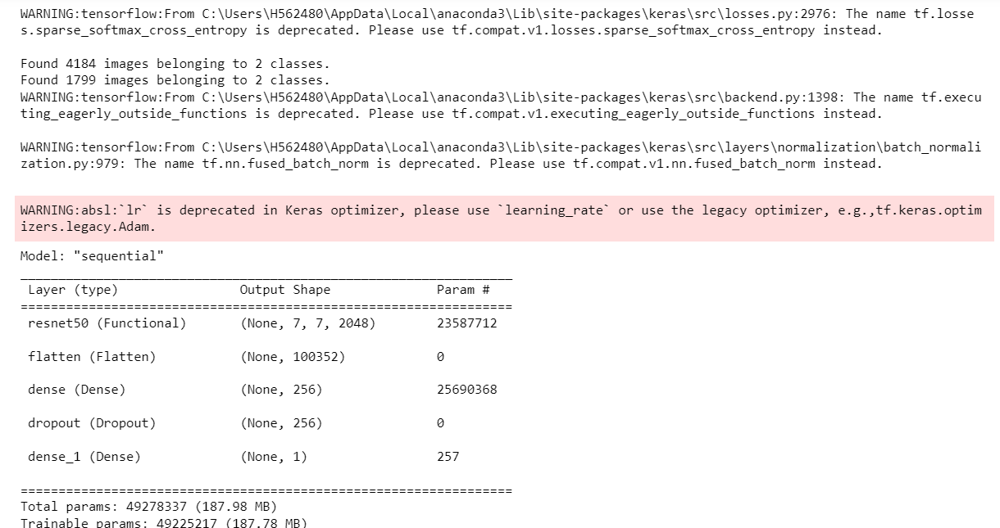 WARNING:tensorflow:From C:\Users\H562480\AppData\Local\anaconda3\Lib\site-packages\keras\src\losses.py:2976: The name tf.losse
s.sparse_softmax_cross_entropy is deprecated. Please use tf.compat.v1.losses.sparse_softmax_cross_entropy instead.
Found 4184 images belonging to 2 classes.
Found 1799 images belonging to 2 classes.
WARNING:tensorflow:From C:\Users\H562480\AppData\Local\anaconda3\Lib\site-packages\keras\src\backend.py:1398: The name tf.execu
ting_eagerly_outside_functions is deprecated. Please use tf.compat.v1.executing_eagerly_outside_functions instead.
WARNING:tensorflow:From C:\Users\H562480\AppData\Local\anaconda3\Lib\site-packages\keras\src\layers\normalization\batch_normali
zation.py:979: The name tf.nn.fused_batch_norm is deprecated. Please use tf.compat.v1.nn.fused_batch_norm instead.
WARNING:absl:`lr` is deprecated in Keras optimizer, please use `learning_rate` or use the legacy optimizer, e.g.,tf.keras.optim
izers.legacy.Adam.
Model: "sequential"
_________________________________________________________________
Layer (type) Output Shape Param #
=================================================================
resnet50 (Functional) (None, 7, 7, 2048) 23587712
flatten (Flatten) (None, 100352) 0
dense (Dense) (None, 256) 25690368
dropout (Dropout) (None, 256) 0
dense_1 (Dense) (None, 1) 257
=================================================================
Total params: 49278337 (187.98 MB)
Trainable params: 49225217 (187.78 MB)